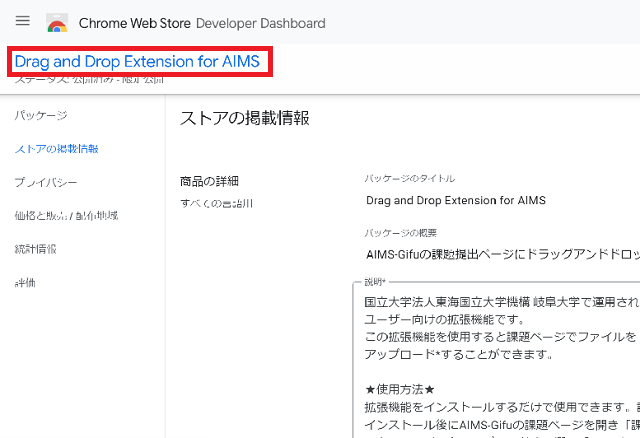 Chrome Web Store Developer Dashboard
Drag and Drop Extension for AIMS
ステータス: 公開済み - 限定公開
パッケージ
ストアの掲載情報
プライバシー
価格と販売 / 配布地域
統計情報
評価
ストアの掲載情報
商品の詳細
すべての言語用
パッケージのタイトル
Drag and Drop Extension for AIMS
パッケージの概要
AIMS-Gifuの課題提出ページにドラッグアンドドロッ
説明*
国立大学法人東海国立大学機構 岐阜大学で運用され
ユーザー向けの拡張機能です。
この拡張機能を使用すると課題ページでファイルを
アップロード*することができます。
★使用方法★
拡張機能をインストールするだけで使用できます。
インストール後にAIMS-Gifuの課題ページを開き「課